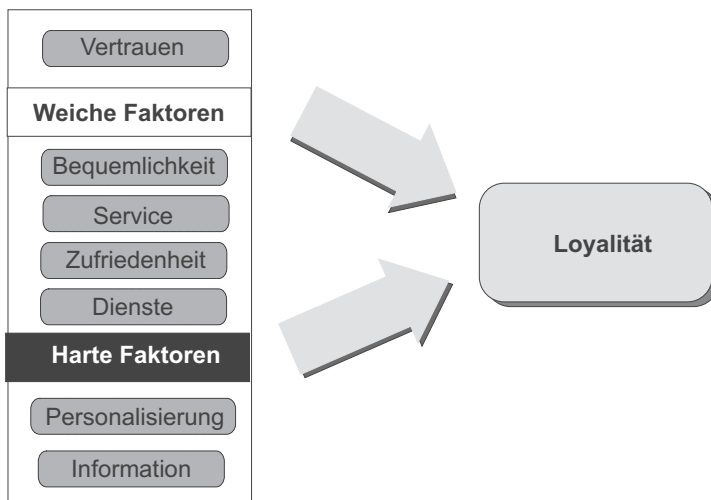 Vertrauen
Weiche Faktoren
Bequemlichkeit
Service
Zufriedenheit
Dienste
Harte Faktoren
Personalisierung
Information
Loyalität